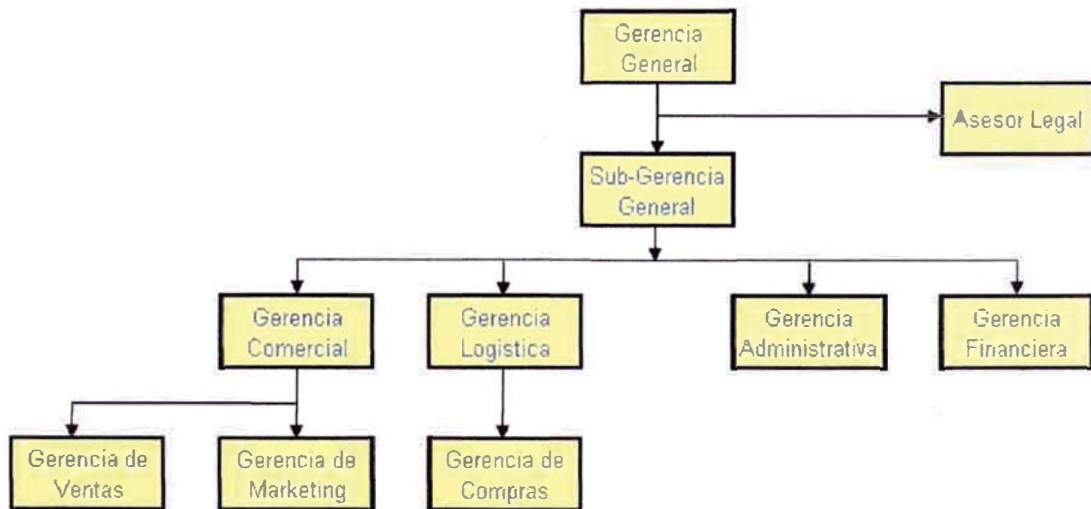 Gerencia
General
Asesor Legal
Sub-Gerencia
General
Gerencia
Comercial
Gerencia
Logistica
Gerencia
Administrativa
Gerencia
Financiera
Gerencia de
Ventas
Gerencia de
Marketing
Gerencia de
Compras